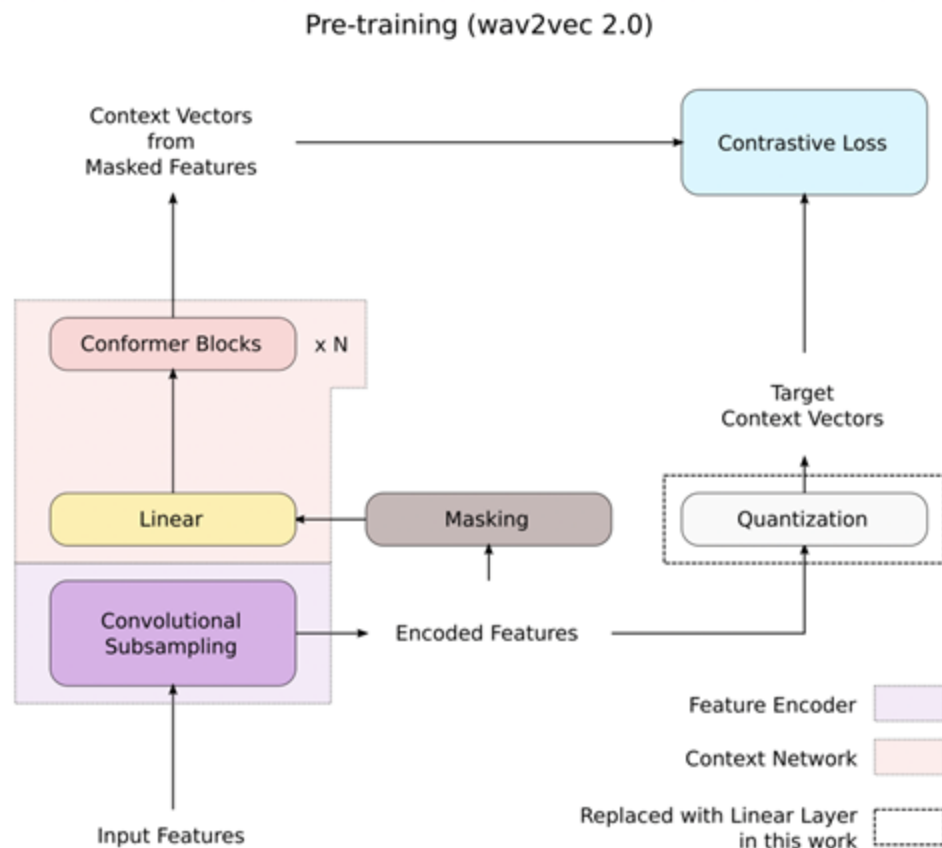 Pre-training (wav2vec 2.0)
Context Vectors
from
Masked Features
Contrastive Loss
Conformer Blocks
x N
Target
Context Vectors
Linear
Masking
Quantization
Convolutional
Subsampling
Encoded Features
Feature Encoder
Context Network
Replaced with Linear Layer
in this work
Input Features